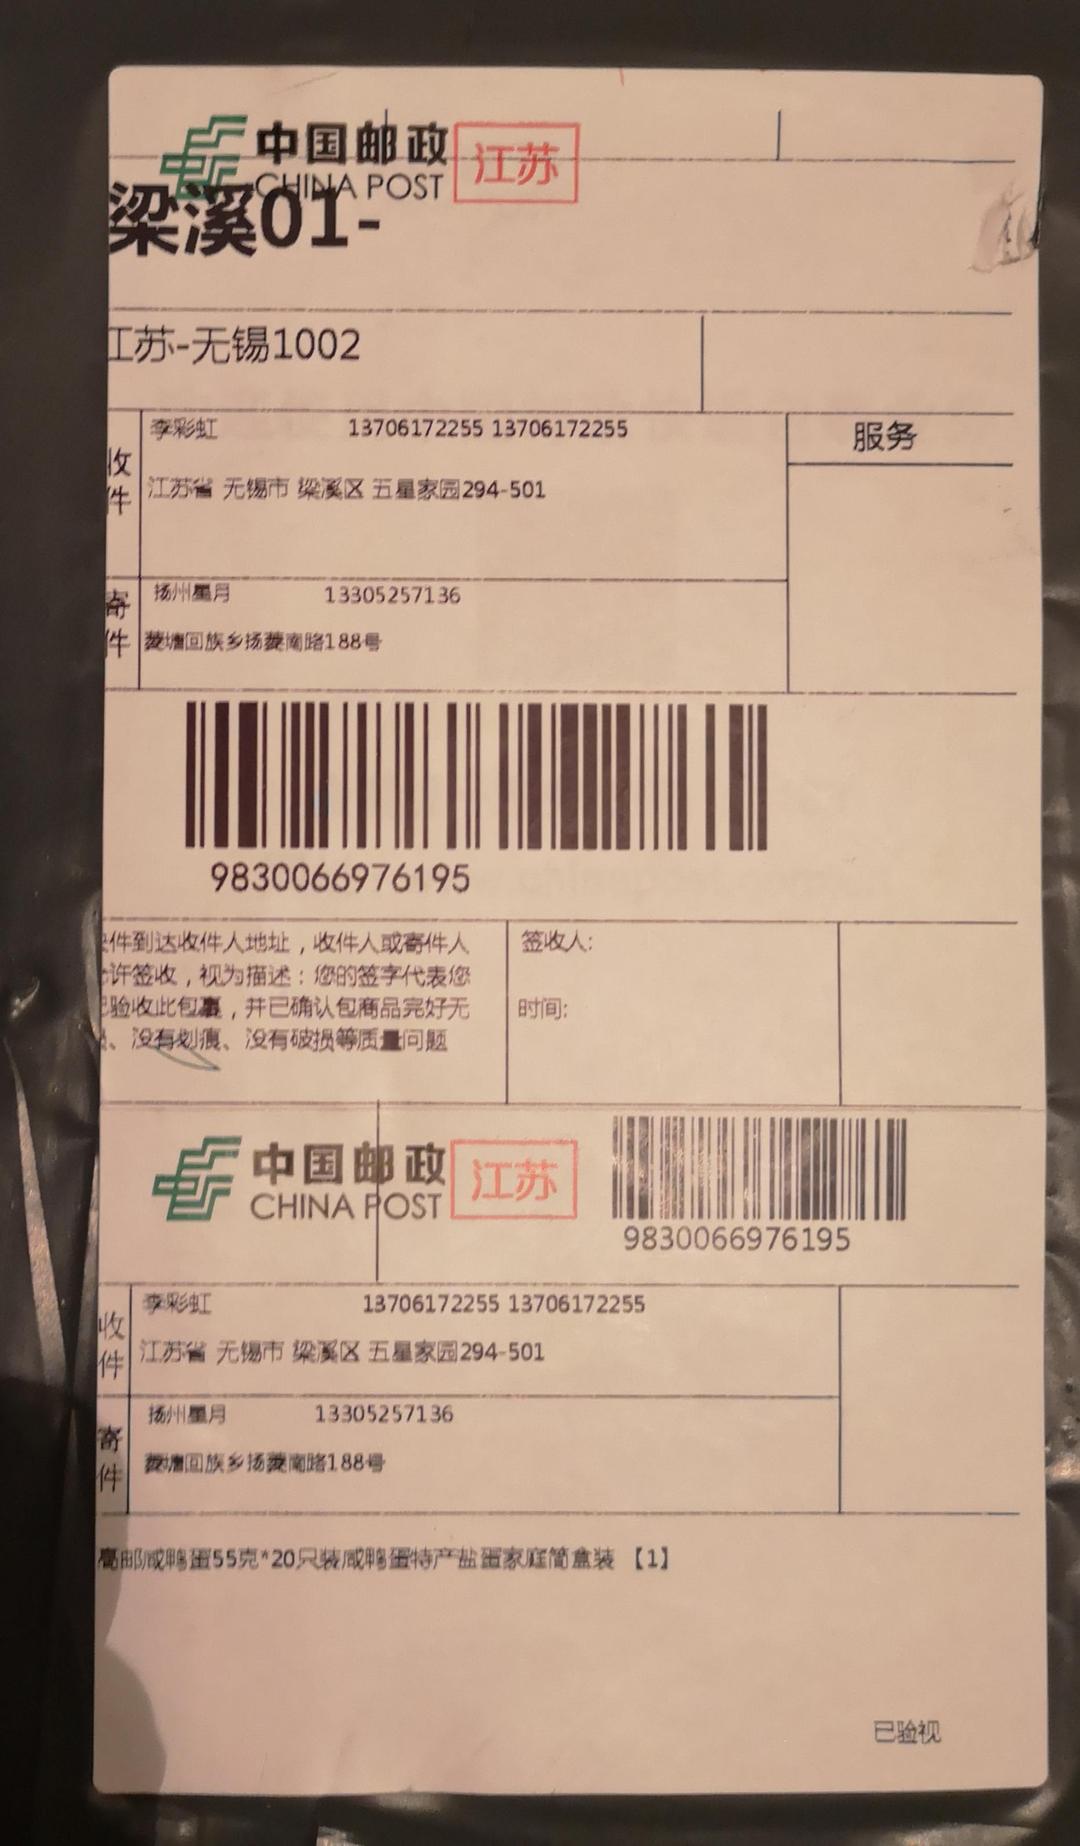 中国邮政 江苏
CHINA POST
梁溪01-
江苏-无锡1002
李彩虹 13706172255 13706172255
服务
收件
江苏省 无锡市 梁溪区 五星家园294-501
扬州星月 13305257136
寄件
菱塘回族乡扬菱南路188号
9830066976195
件到达收件人地址，收件人或寄件人
许签收，视为描述：您的签字代表您
验收此包裹，并已确认包商品完好无
、没有划痕、没有破损等质量问题
签收人:
时间:
中国邮政 江苏
CHINA POST
9830066976195
李彩虹 13706172255 13706172255
收件
江苏省 无锡市 梁溪区 五星家园294-501
扬州星月 13305257136
寄件
菱塘回族乡扬菱南路188号
高邮咸鸭蛋55克*20只装咸鸭蛋特产盐蛋家庭简盒装 【1】
已验视